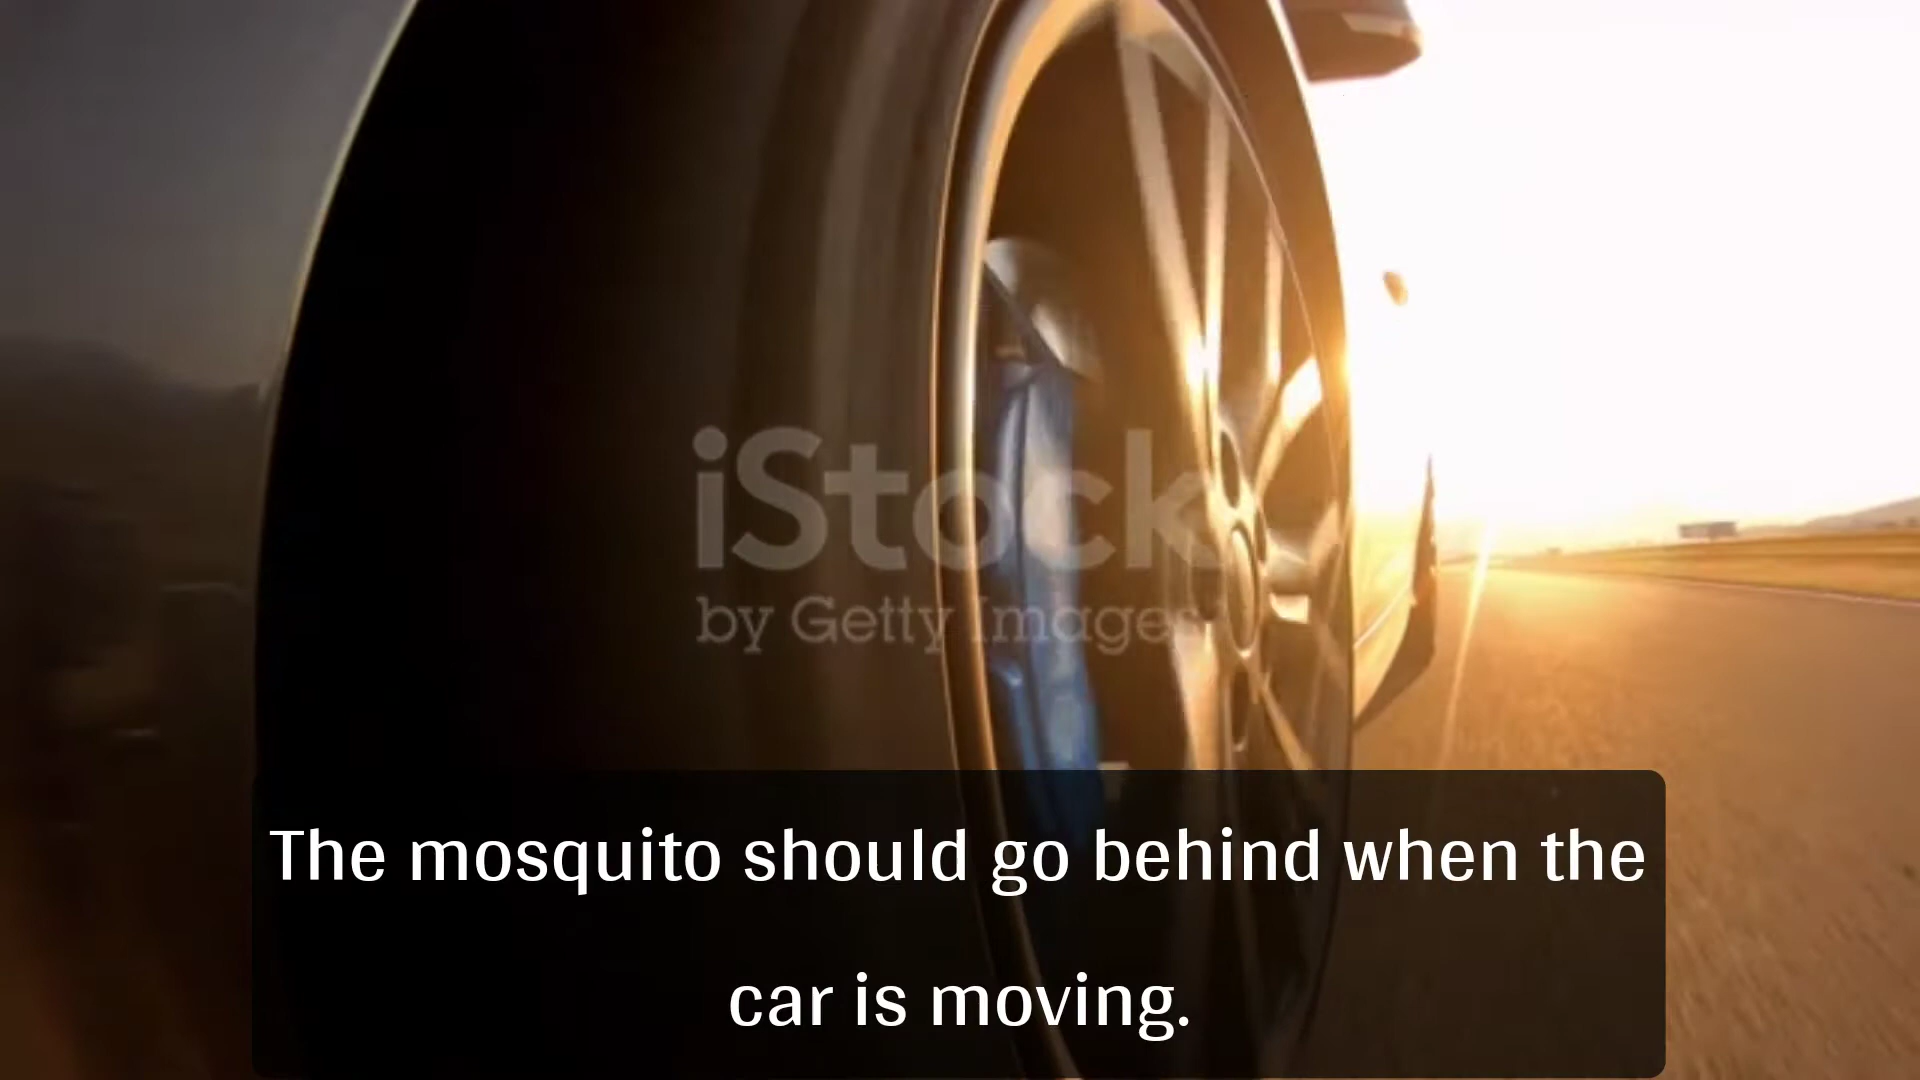 iStock
by Getty Images
The mosquito should go behind when the
car is moving.